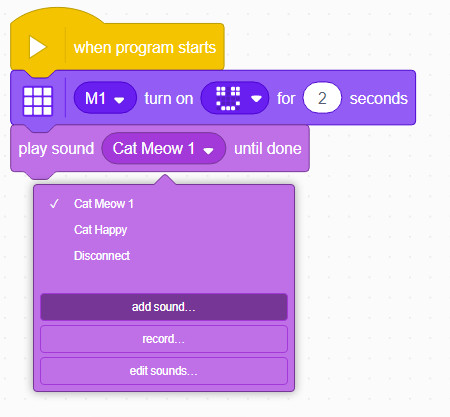 when program starts
M1 turn on for 2 seconds
play sound Cat Meow 1 until done
Cat Meow 1
Cat Happy
Disconnect
add sound...
record...
edit sounds...